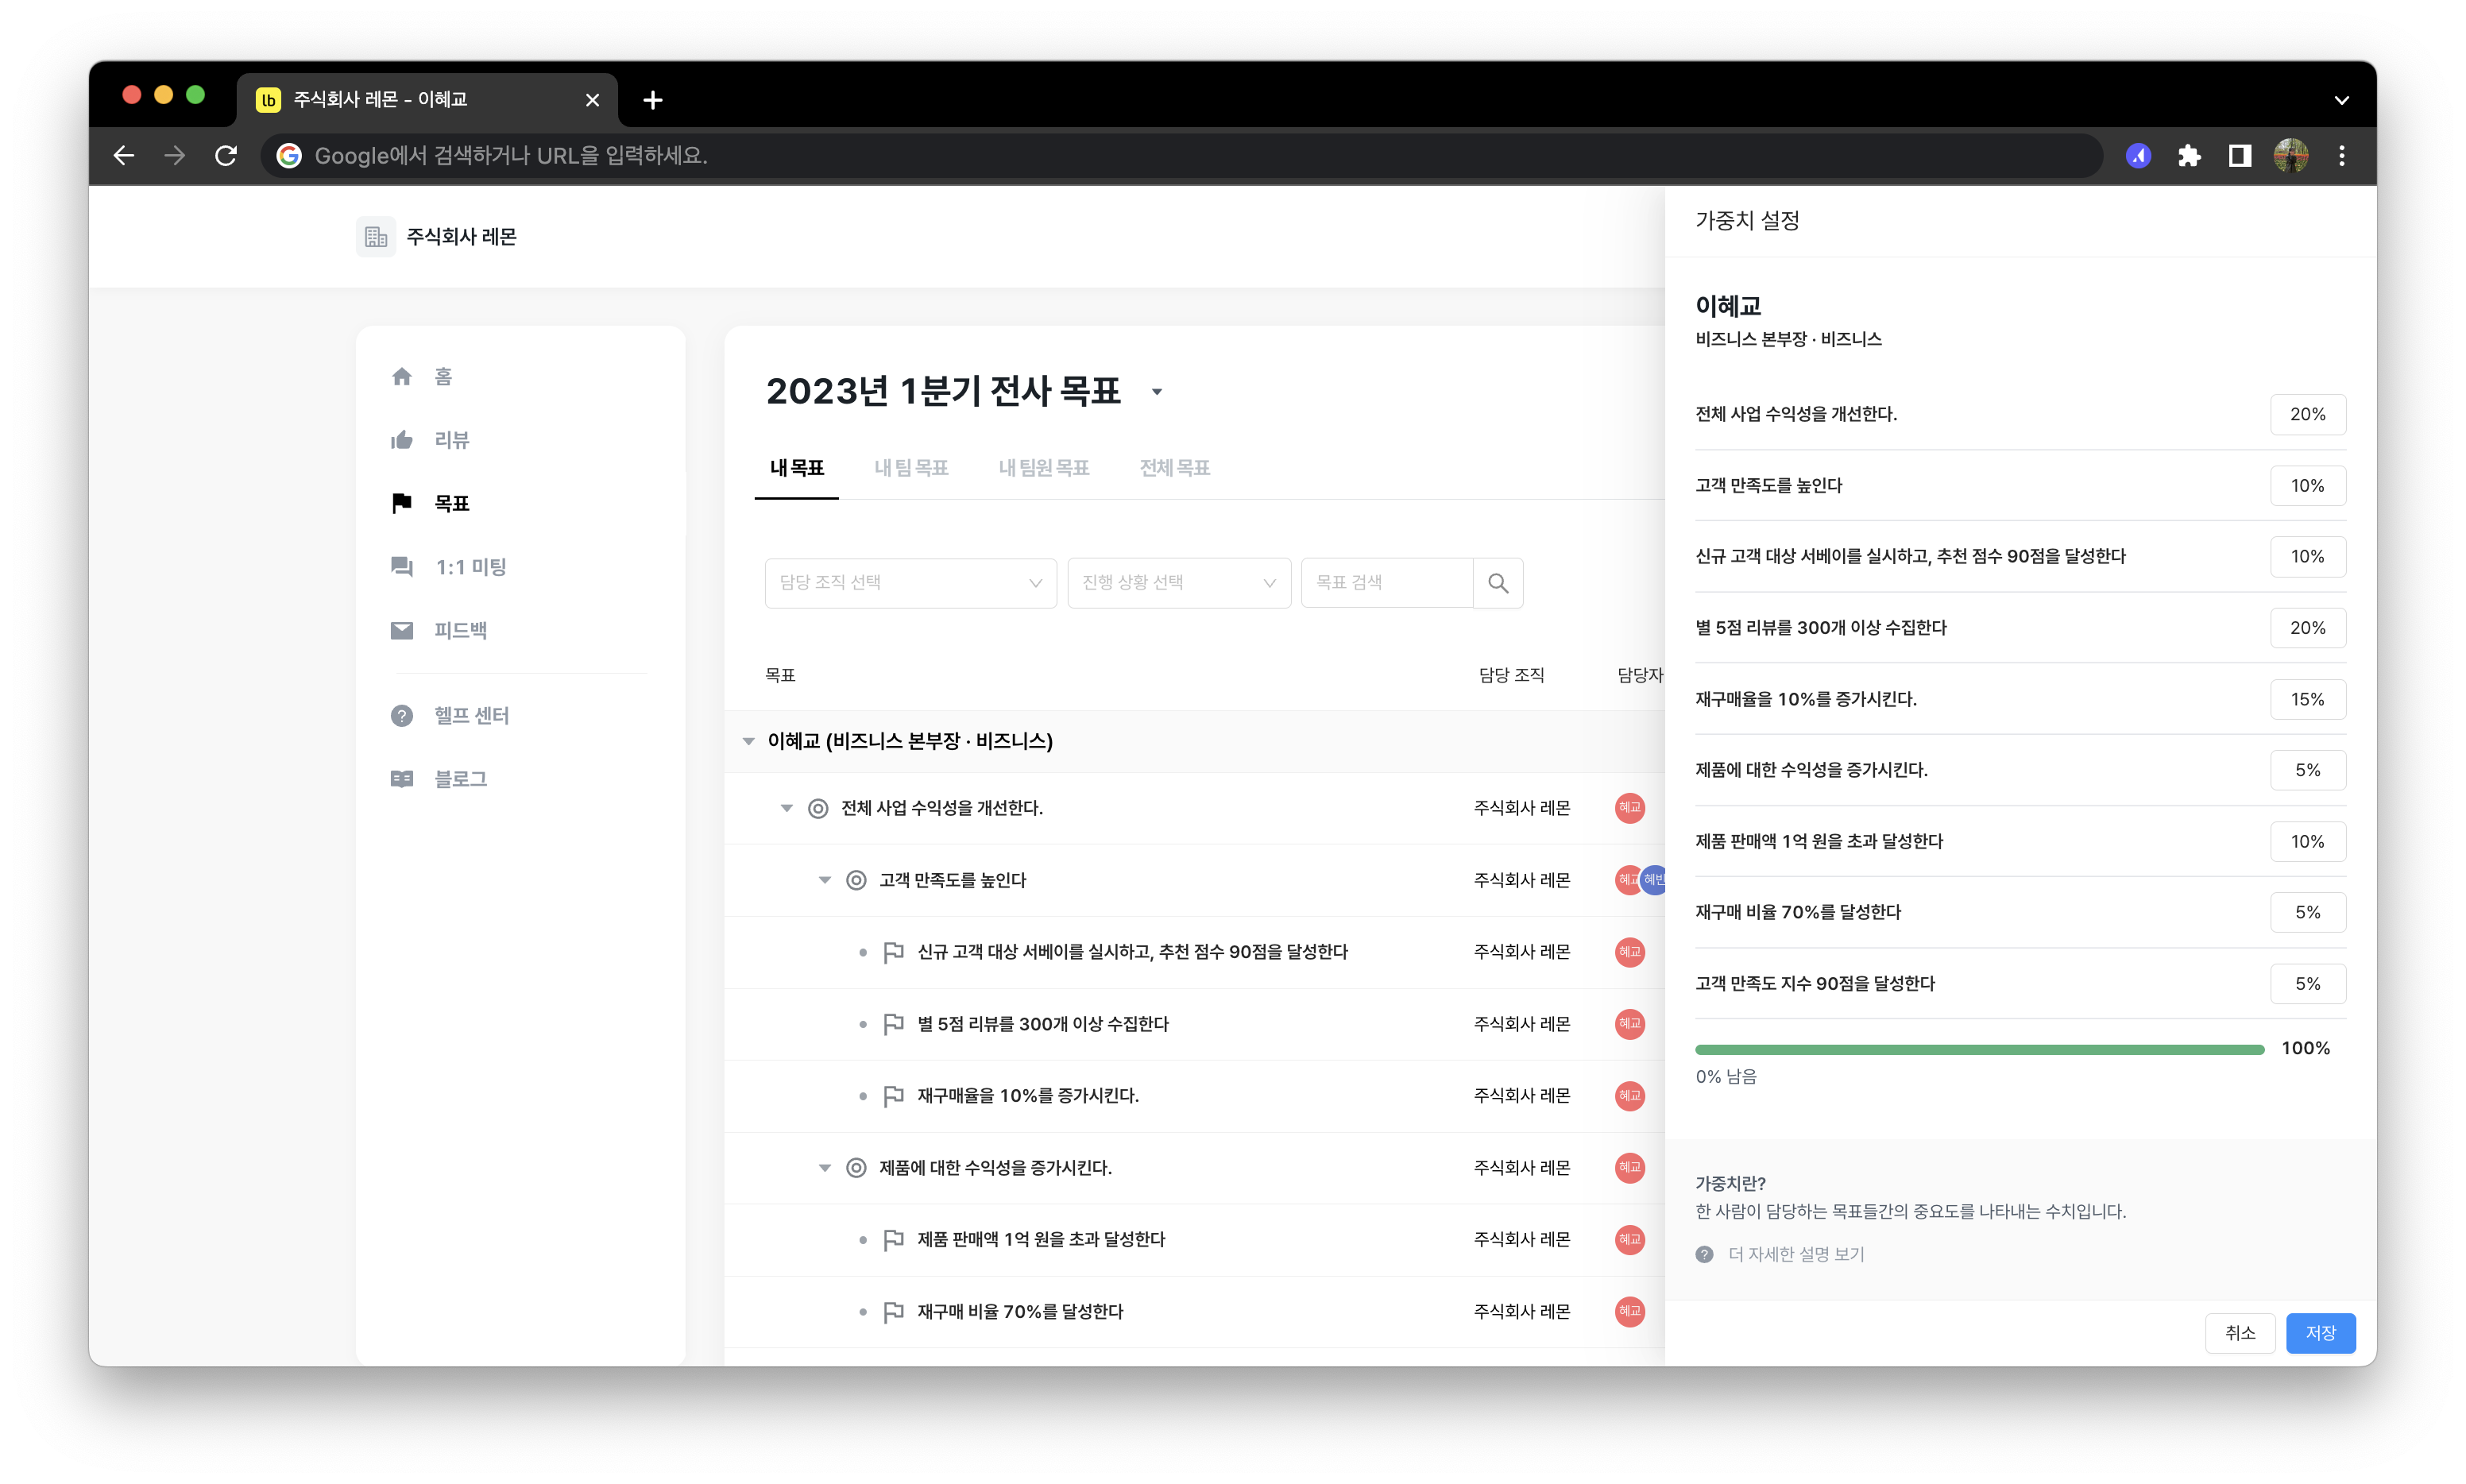 lb 주식회사 레몬 - 이혜교
Google에서 검색하거나 URL을 입력하세요.
주식회사 레몬
홈
리뷰
목표
1:1 미팅
피드백
헬프 센터
블로그
2023년 1분기 전사 목표
내 목표 내 팀 목표 내 팀원 목표 전체 목표
담당 조직 선택 진행 상황 선택 목표 검색
목표 담당 조직 담당자
이혜교 (비즈니스 본부장 · 비즈니스)
전체 사업 수익성을 개선한다. 주식회사 레몬 혜교
고객 만족도를 높인다 주식회사 레몬 혜교 혜빈
신규 고객 대상 서베이를 실시하고, 추천 점수 90점을 달성한다 주식회사 레몬 혜교
별 5점 리뷰를 300개 이상 수집한다 주식회사 레몬 혜교
재구매율을 10%를 증가시킨다. 주식회사 레몬 혜교
제품에 대한 수익성을 증가시킨다. 주식회사 레몬 혜교
제품 판매액 1억 원을 초과 달성한다 주식회사 레몬 혜교
재구매 비율 70%를 달성한다 주식회사 레몬 혜교
가중치 설정
이혜교
비즈니스 본부장 · 비즈니스
전체 사업 수익성을 개선한다. 20%
고객 만족도를 높인다 10%
신규 고객 대상 서베이를 실시하고, 추천 점수 90점을 달성한다 10%
별 5점 리뷰를 300개 이상 수집한다 20%
재구매율을 10%를 증가시킨다. 15%
제품에 대한 수익성을 증가시킨다. 5%
제품 판매액 1억 원을 초과 달성한다 10%
재구매 비율 70%를 달성한다 5%
고객 만족도 지수 90점을 달성한다 5%
100%
0% 남음
가중치란?
한 사람이 담당하는 목표들간의 중요도를 나타내는 수치입니다.
? 더 자세한 설명 보기
취소 저장